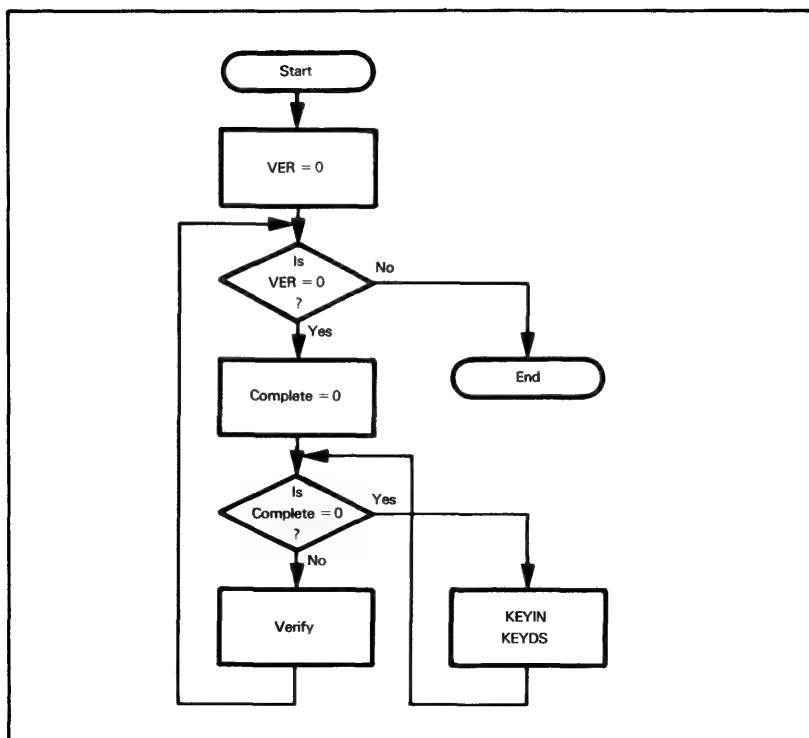 Start
VER = 0
Is
VER = 0
?
No
Yes
End
Complete = 0
Is
Complete = 0
?
Yes
No
Verify
KEYIN
KEYDS